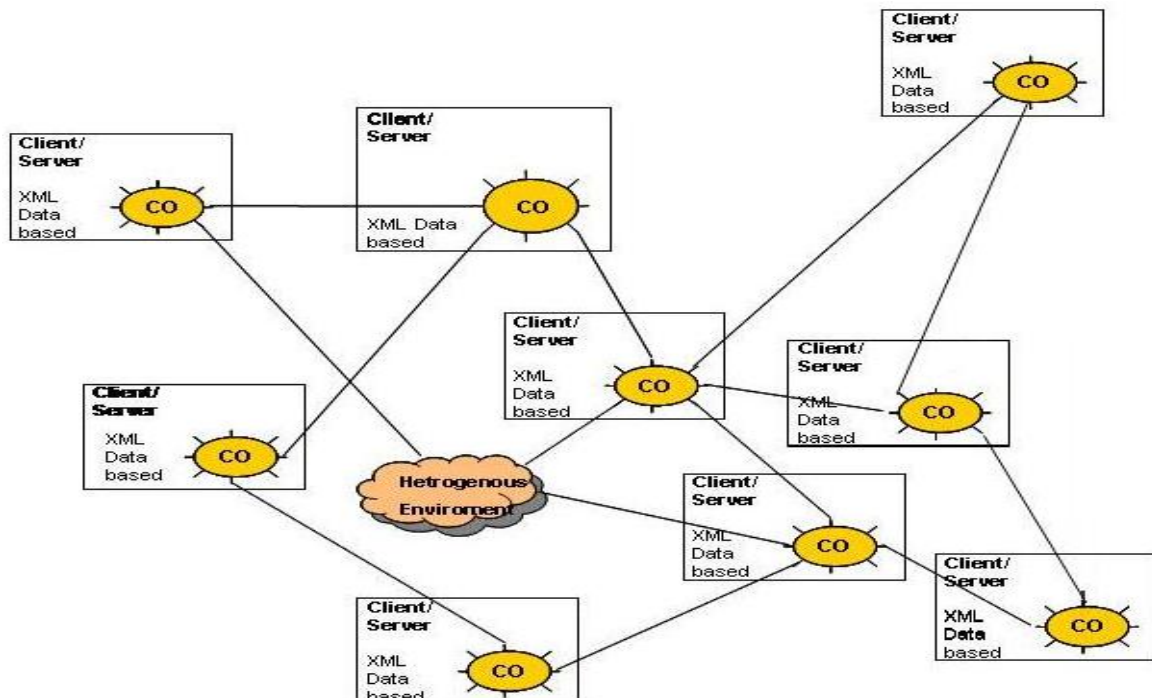 Client/
Server
XML
Data
based
CO
Client/
Server
XML Data
based
CO
Client/
Server
XML
Data
based
CO
Client/
Server
XML
Data
based
CO
Client/
Server
XML
Data
based
CO
Client/
Server
XML
Data
based
CO
Hetrogenous
Enviroment
Client/
Server
XML
Data
based
CO
Client/
Server
XML
Data
based
CO
Client/
Server
XML
Data
based
CO